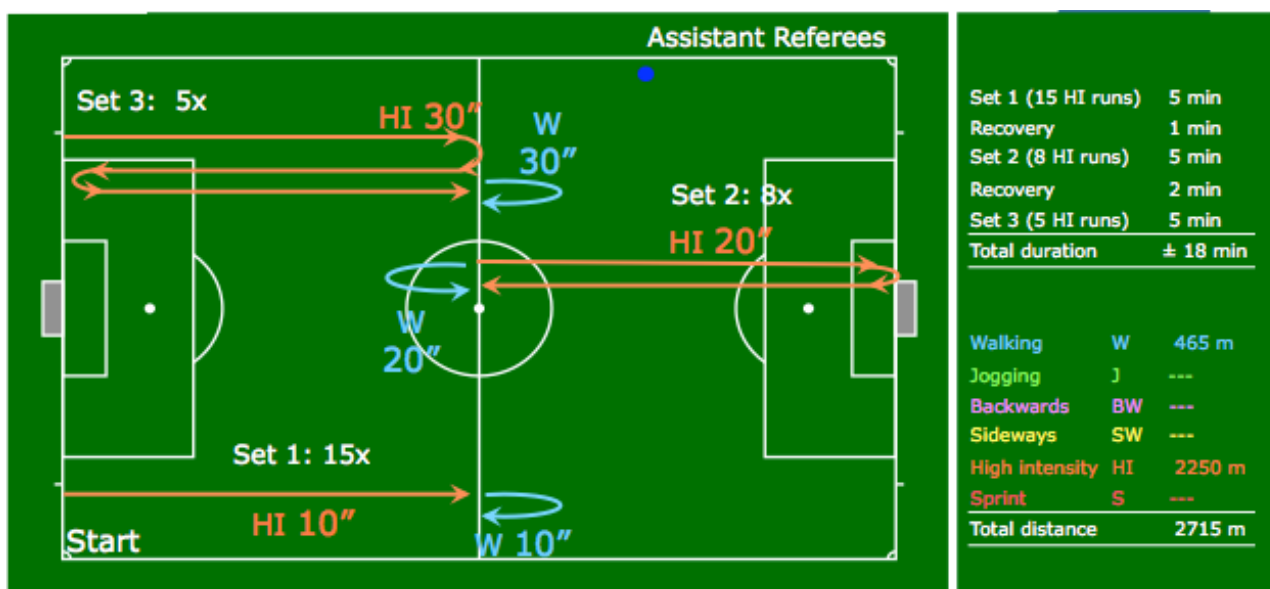 Assistant Referees
Set 3: 5x
HI 30”
W
30”
Set 2: 8x
HI 20”
W
20”
Set 1: 15x
HI 10”
W 10”
Start
Set 1 (15 HI runs) 5 min
Recovery 1 min
Set 2 (8 HI runs) 5 min
Recovery 2 min
Set 3 (5 HI runs) 5 min
Total duration ± 18 min
Walking W 465 m
Jogging J ---
Backwards BW ---
Sideways SW ---
High intensity HI 2250 m
Sprint S ---
Total distance 2715 m